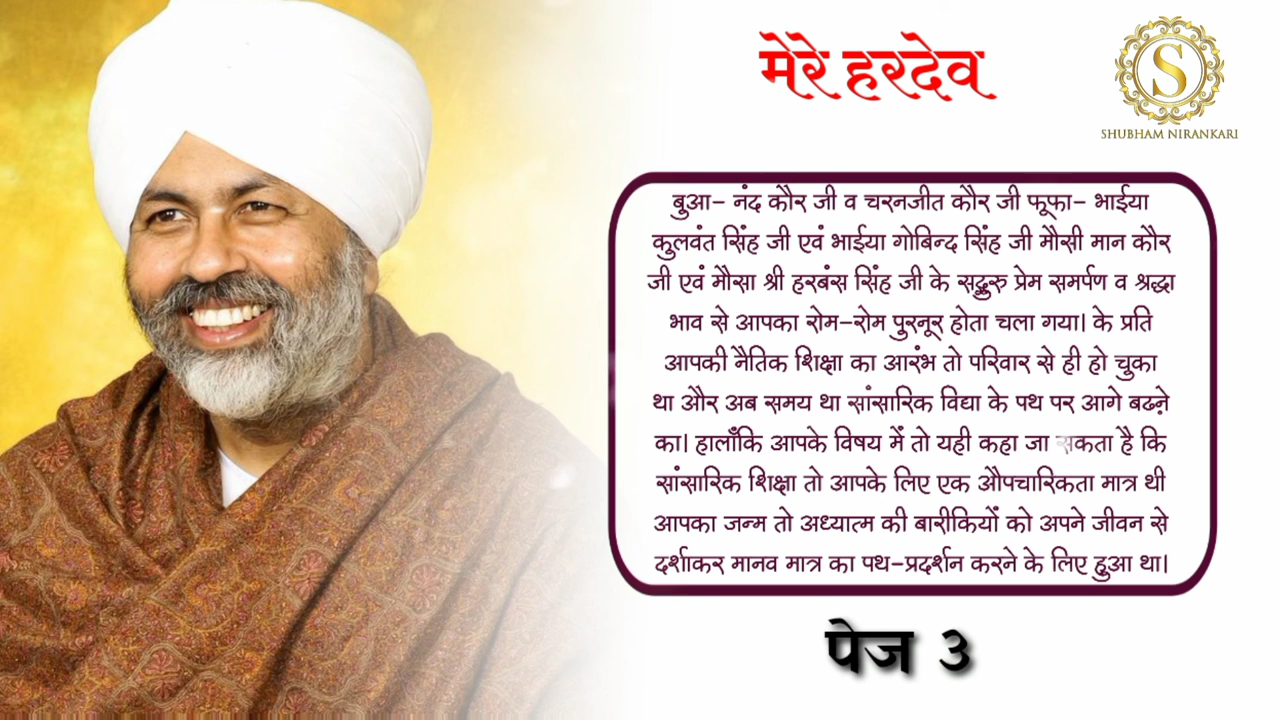 मेरे हरदेव
S
SHUBHAM NIRANKARI
बुआ- नंद कौर जी व चरनजीत कौर जी फूफा- भाईया
कुलवंत सिंह जी एवं भाईया गोबिन्द सिंह जी मौसी मान कौर
जी एवं मौसा श्री हरबंस सिंह जी के सद्गुरु प्रेम समर्पण व श्रद्धा
भाव से आपका रोम-रोम पुरनूर होता चला गया। के प्रति
आपकी नैतिक शिक्षा का आरंभ तो परिवार से ही हो चुका
था और अब समय था सांसारिक विद्या के पथ पर आगे बढऩे
का। हालाँकि आपके विषय में तो यही कहा जा सकता है कि
सांसारिक शिक्षा तो आपके लिए एक औपचारिकता मात्र थी
आपका जन्म तो अध्यात्म की बारीकियों को अपने जीवन से
दर्शाकर मानव मात्र का पथ-प्रदर्शन करने के लिए हुआ था।
पेज 3